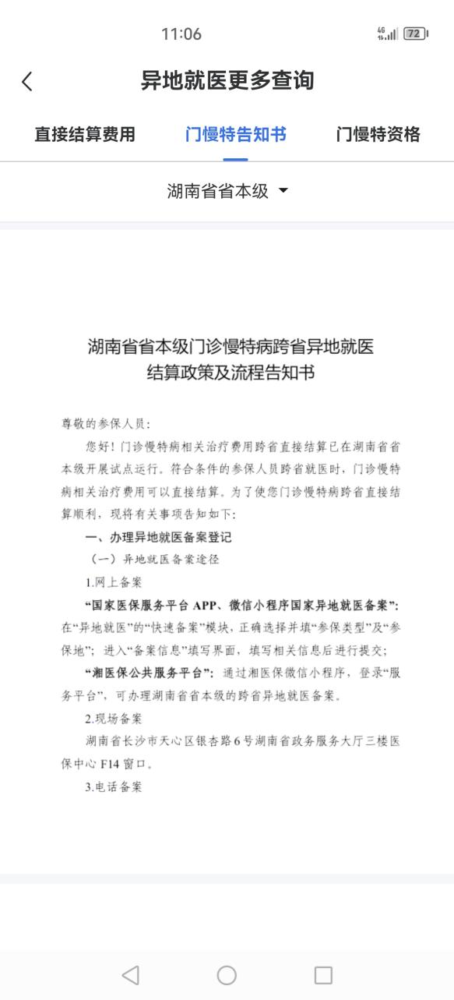 11:06
4G
72
异地就医更多查询
直接结算费用 门慢特告知书 门慢特资格
湖南省省本级
湖南省省本级门诊慢特病跨省异地就医
结算政策及流程告知书
尊敬的参保人员：
您好！门诊慢特病相关治疗费用跨省直接结算已在湖南省省
本级开展试点运行。符合条件的参保人员跨省就医时，门诊慢特
病相关治疗费用可以直接结算。为了使您门诊慢特病跨省直接结
算顺利，现将有关事项告知如下：
一、办理异地就医备案登记
（一）异地就医备案途径
1.网上备案
“国家医保服务平台 APP、微信小程序国家异地就医备案”：
在“异地就医”的“快速备案”模块，正确选择并填“参保类型”及“参
保地”；进入“备案信息”填写界面，填写相关信息后进行提交；
“湘医保公共服务平台”：通过湘医保微信小程序，登录“服
务平台”，可办理湖南省省本级的跨省异地就医备案。
2.现场备案
湖南省长沙市天心区银杏路 6 号湖南省政务服务大厅三楼医
保中心 F14 窗口。
3.电话备案